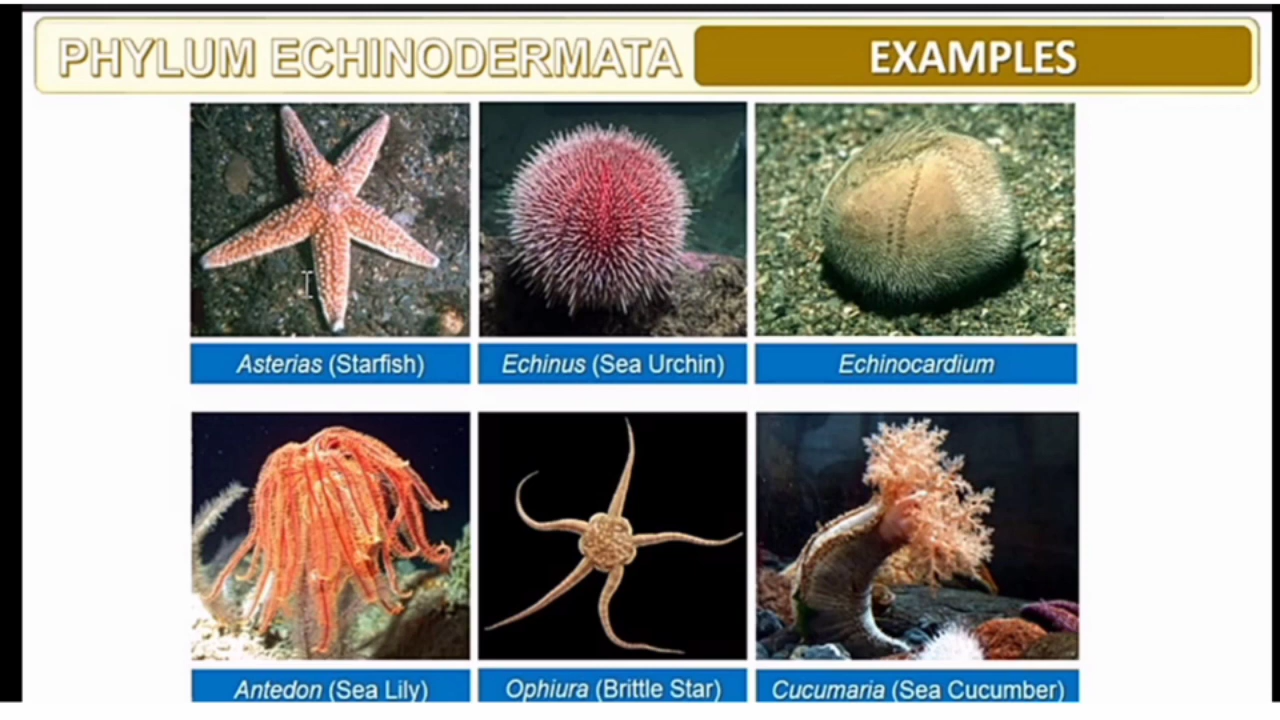 PHYLUM ECHINODERMATA EXAMPLES
Asterias (Starfish)
Echinus (Sea Urchin)
Echinocardium
Antedon (Sea Lily)
Ophiura (Brittle Star)
Cucumaria (Sea Cucumber)